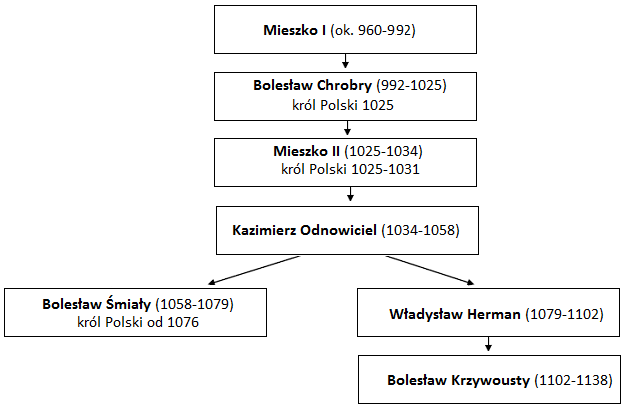 Mieszko I (ok. 960-992)
Bolesław Chrobry (992-1025)
król Polski 1025
Mieszko II (1025-1034)
król Polski 1025-1031
Kazimierz Odnowiciel (1034-1058)
Bolesław Śmiały (1058-1079)
król Polski od 1076
Władysław Herman (1079-1102)
Bolesław Krzywousty (1102-1138)